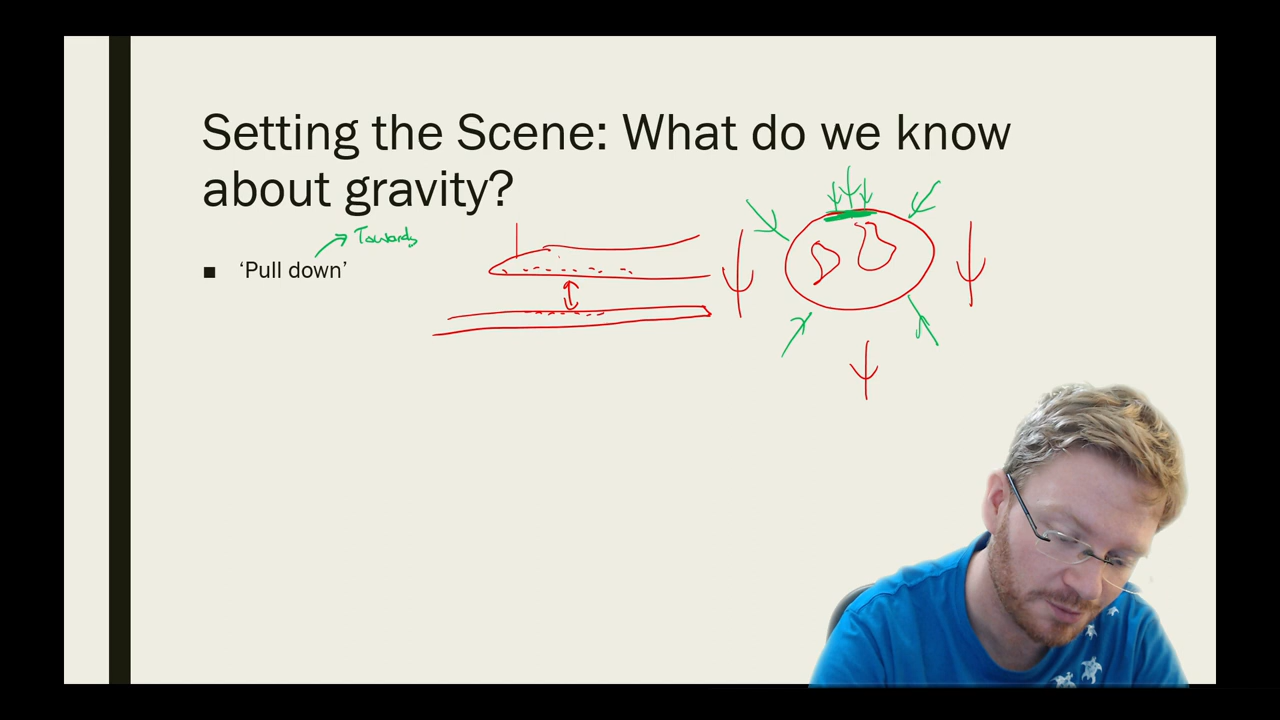 Setting the Scene: What do we know
about gravity?
Towards
■ ‘Pull down’